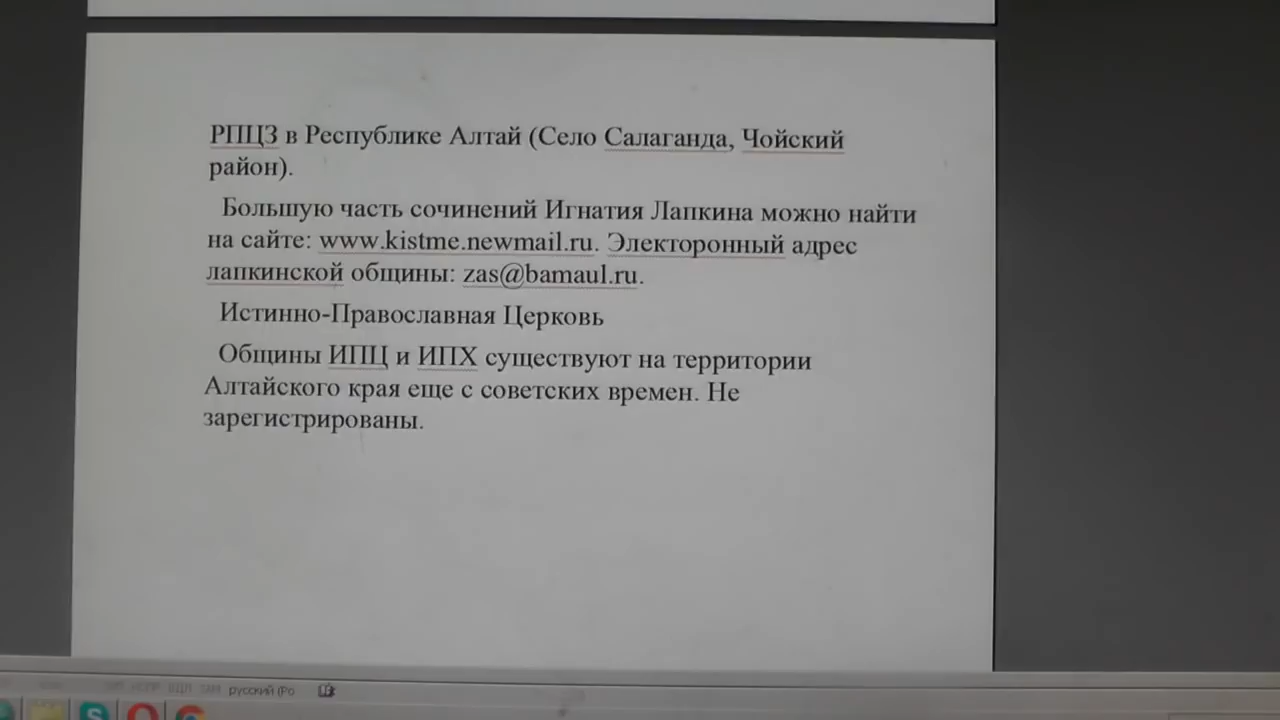 РПЦЗ в Республике Алтай (Село Салаганда, Чойский
район).
Большую часть сочинений Игнатия Лапкина можно найти
на сайте: www.kistme.newmail.ru. Электоронный адрес
лапкинской общины: zas@bamaul.ru.
Истинно-Православная Церковь
Общины ИПЦ и ИПХ существуют на территории
Алтайского края еще с советских времен. Не
зарегистрированы.
русский (Ро